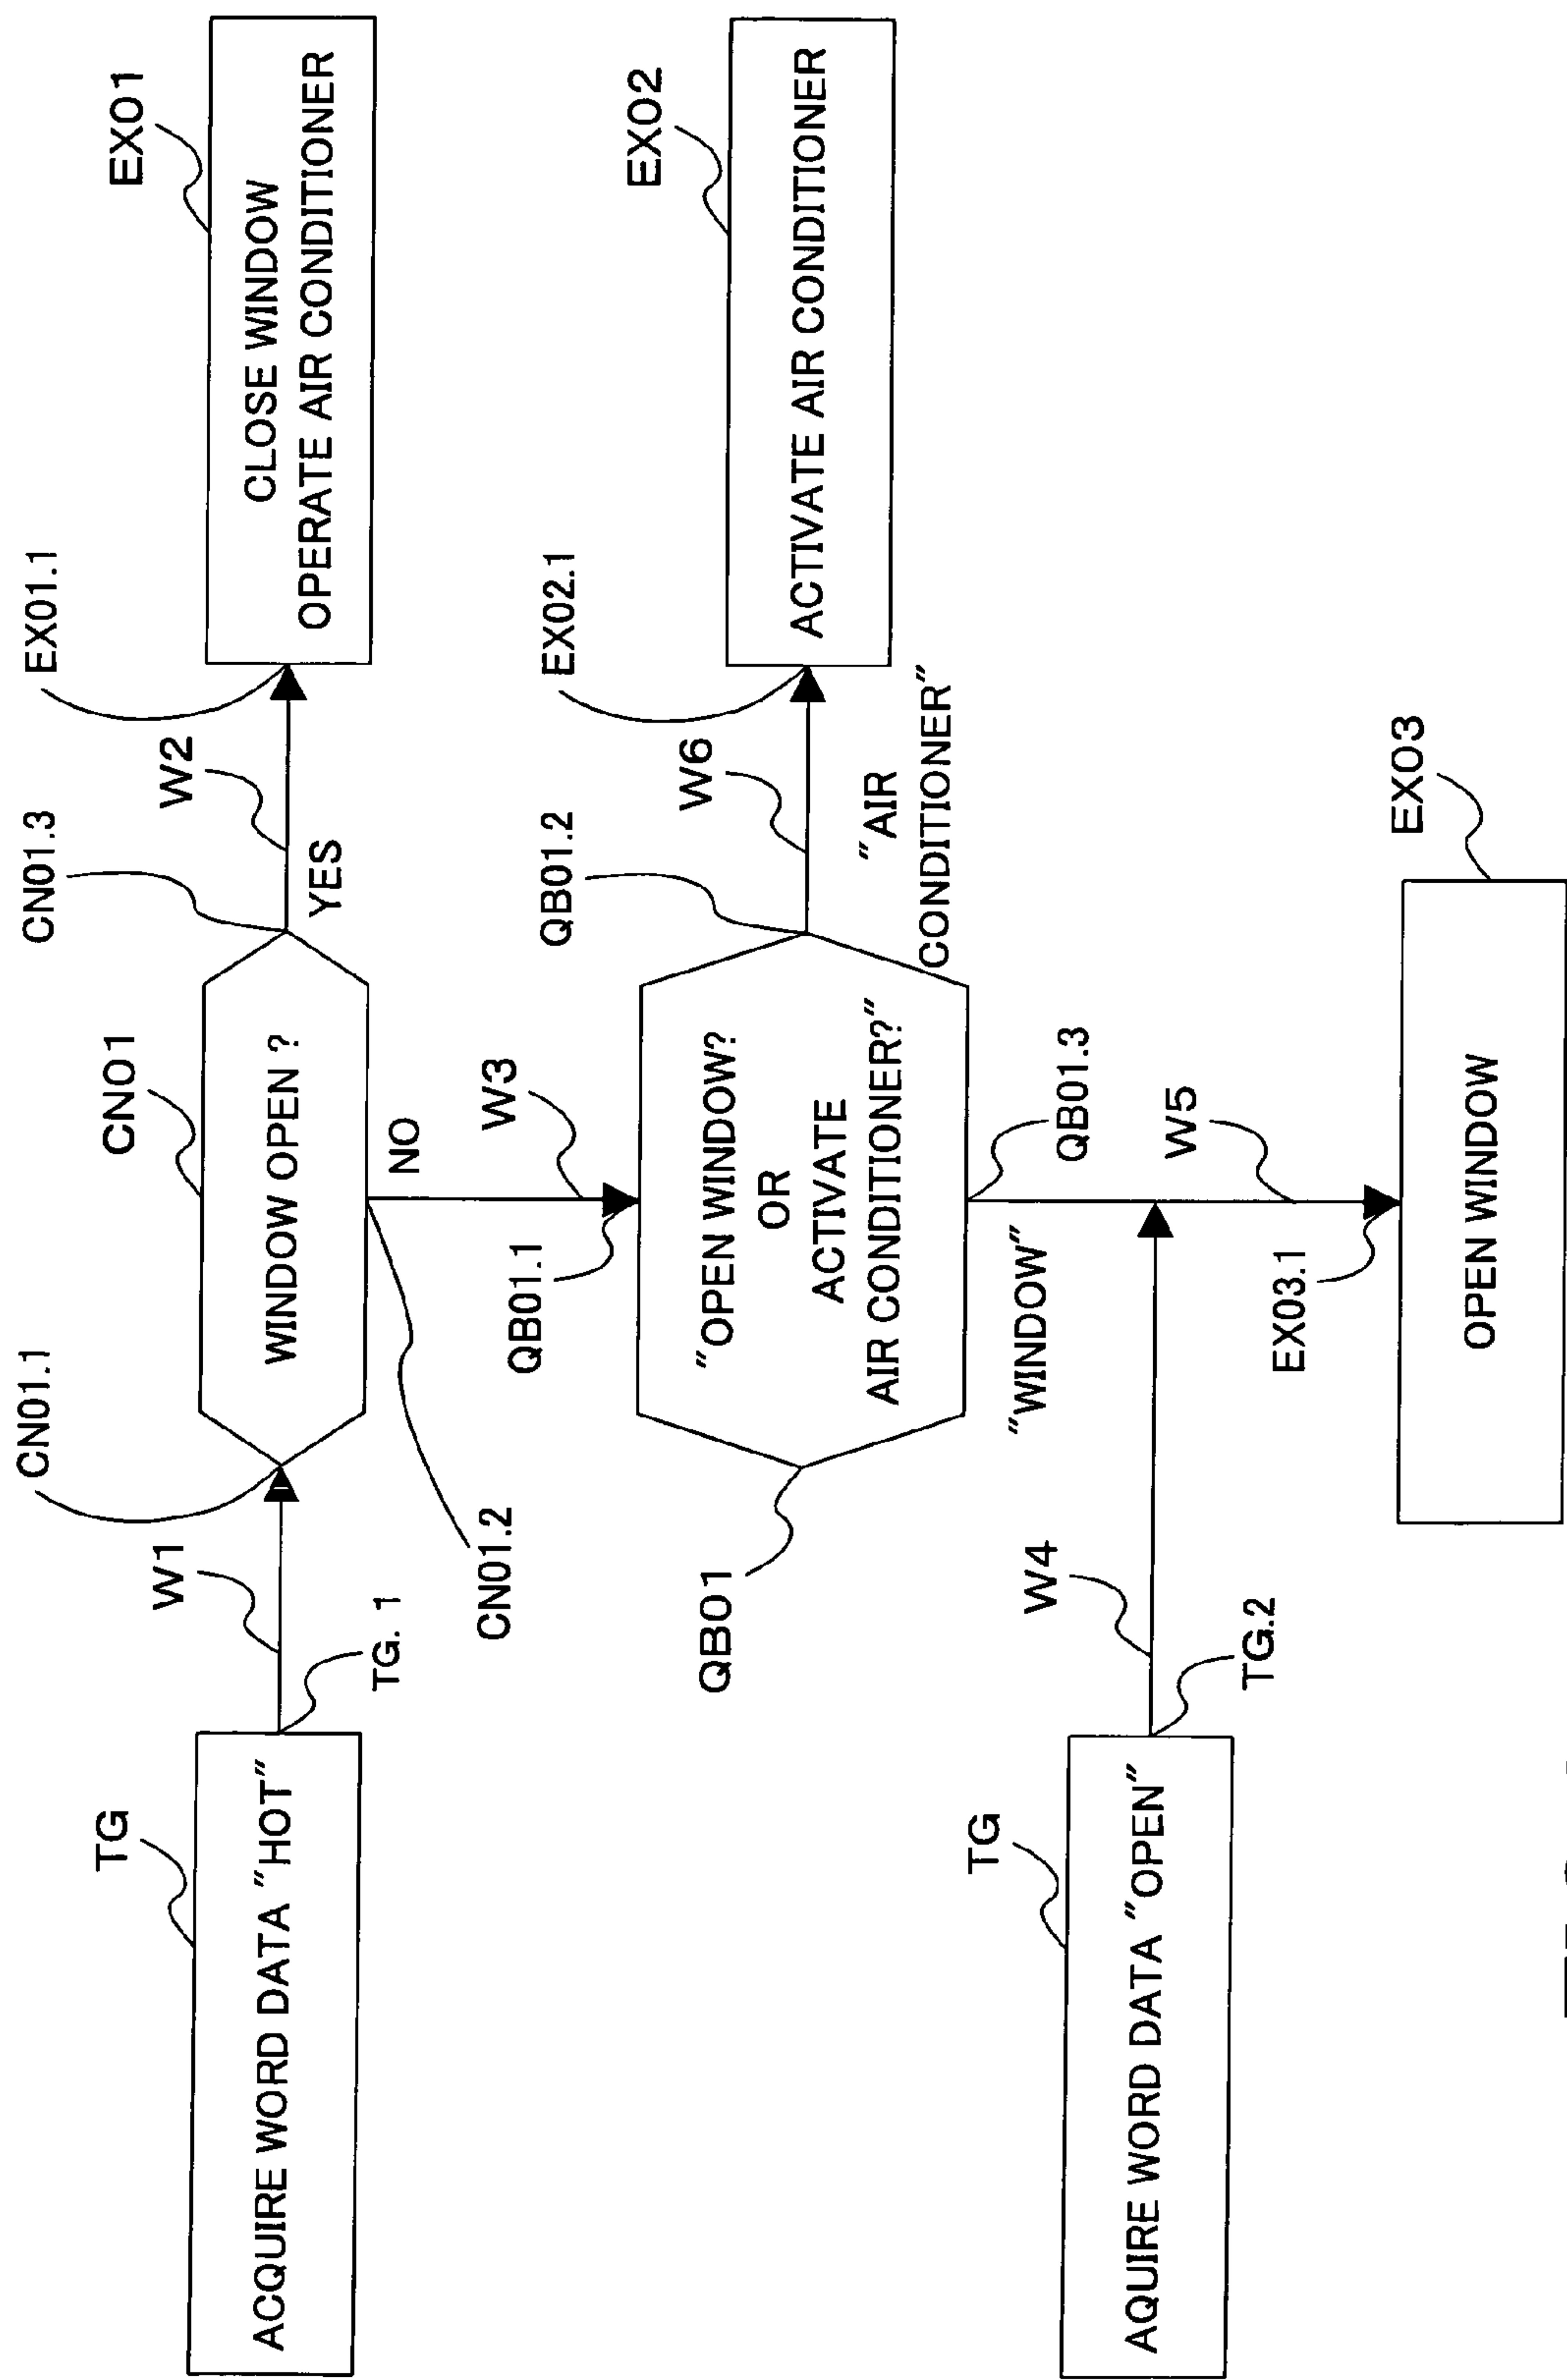 TG
ACQUIRE WORD DATA "HOT"
TG. 1
W1
CN01.1
CN01
WINDOW OPEN ?
CN01.2
CN01.3
YES
NO
W2
EX01.1
EX01
CLOSE WINDOW
OPERATE AIR CONDITIONER
W3
QB01.1
QB01
"OPEN WINDOW?
OR
ACTIVATE
AIR CONDITIONER?"
QB01.2
W6
"AIR
CONDITIONER"
EX02.1
EX02
ACTIVATE AIR CONDITIONER
QB01.3
"WINDOW"
TG
AQUIRE WORD DATA "OPEN"
TG.2
W4
W5
EX03.1
EX03
OPEN WINDOW